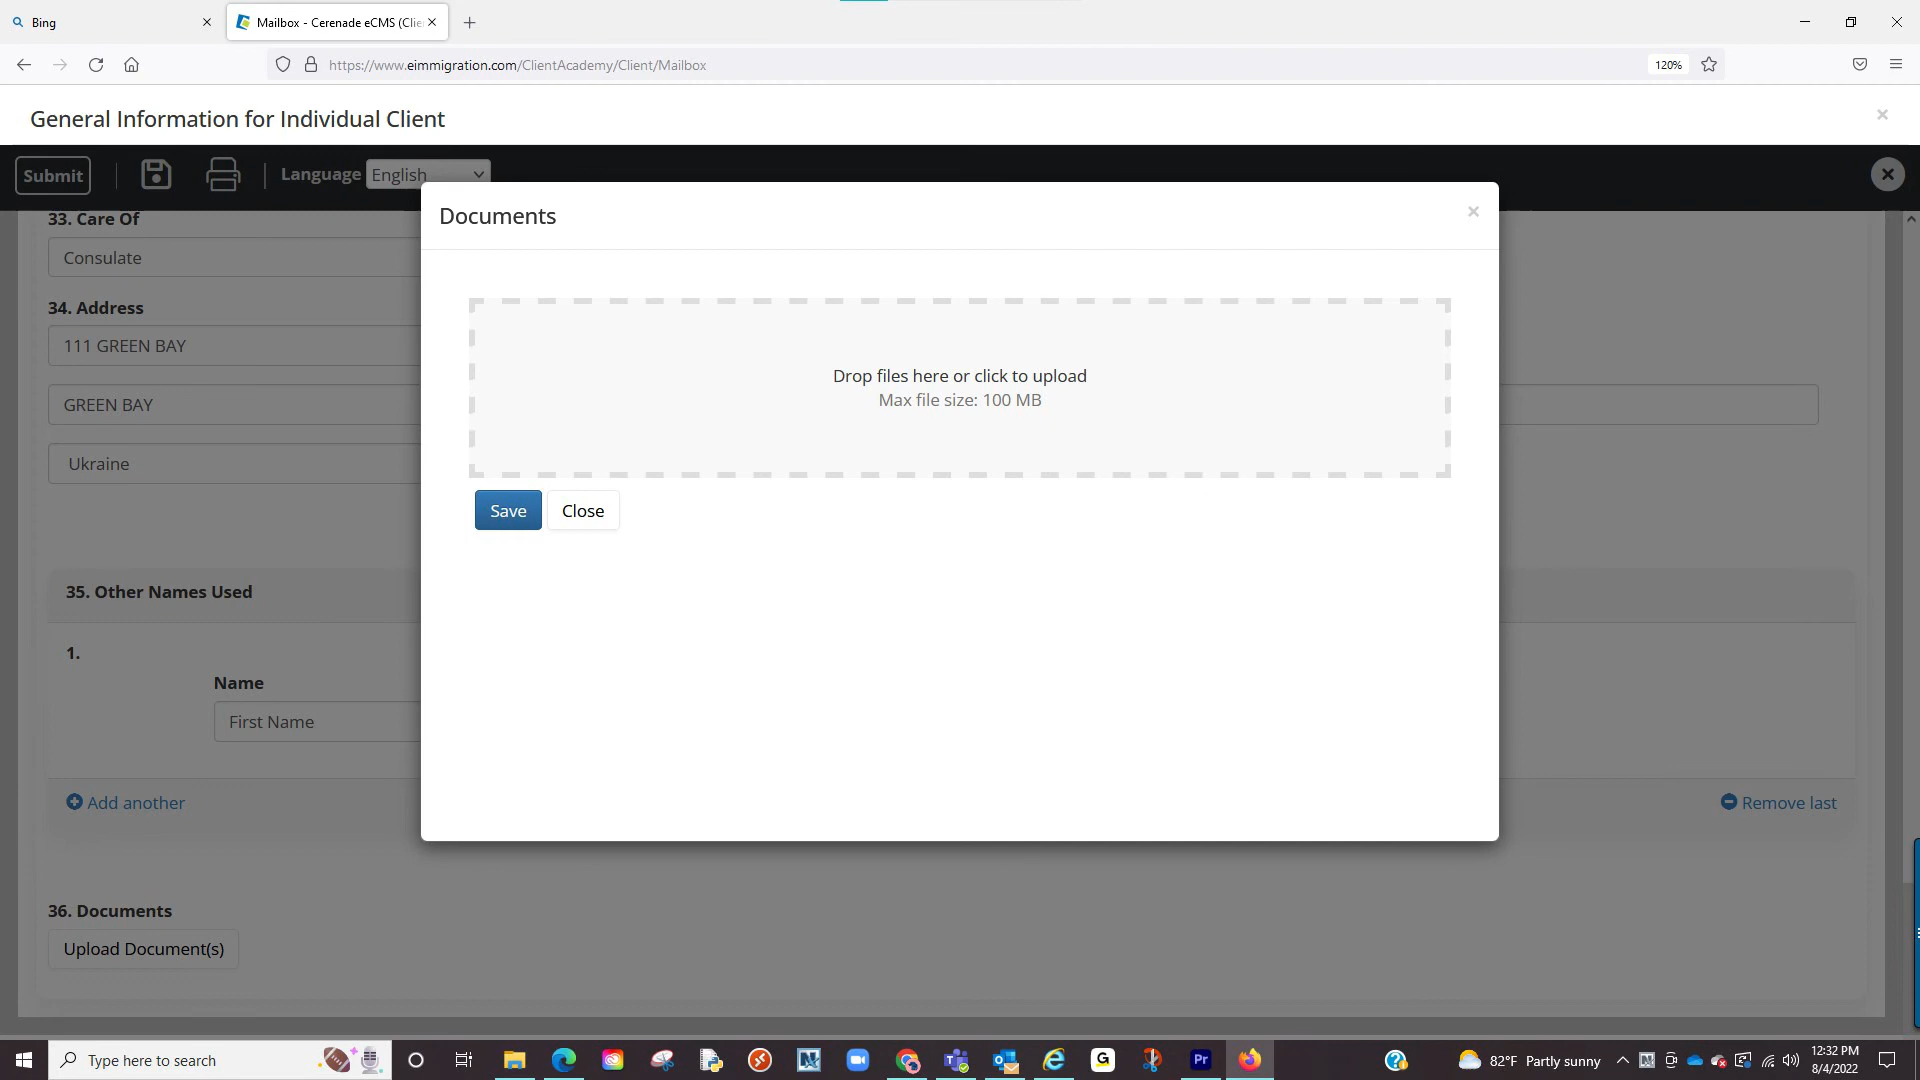 Bing
Mailbox - Cerenade eCMS (Clie
https://www.eimmigration.com/ClientAcademy/Client/Mailbox
120%
General Information for Individual Client
Submit
Language
English
Documents
33. Care Of
Consulate
34. Address
111 GREEN BAY
Drop files here or click to upload
Max file size: 100 MB
GREEN BAY
Ukraine
Save
Close
35. Other Names Used
1.
Name
First Name
Add another
Remove last
36. Documents
Upload Document(s)
Type here to search
82°F Partly sunny
12:32 PM
8/4/2022